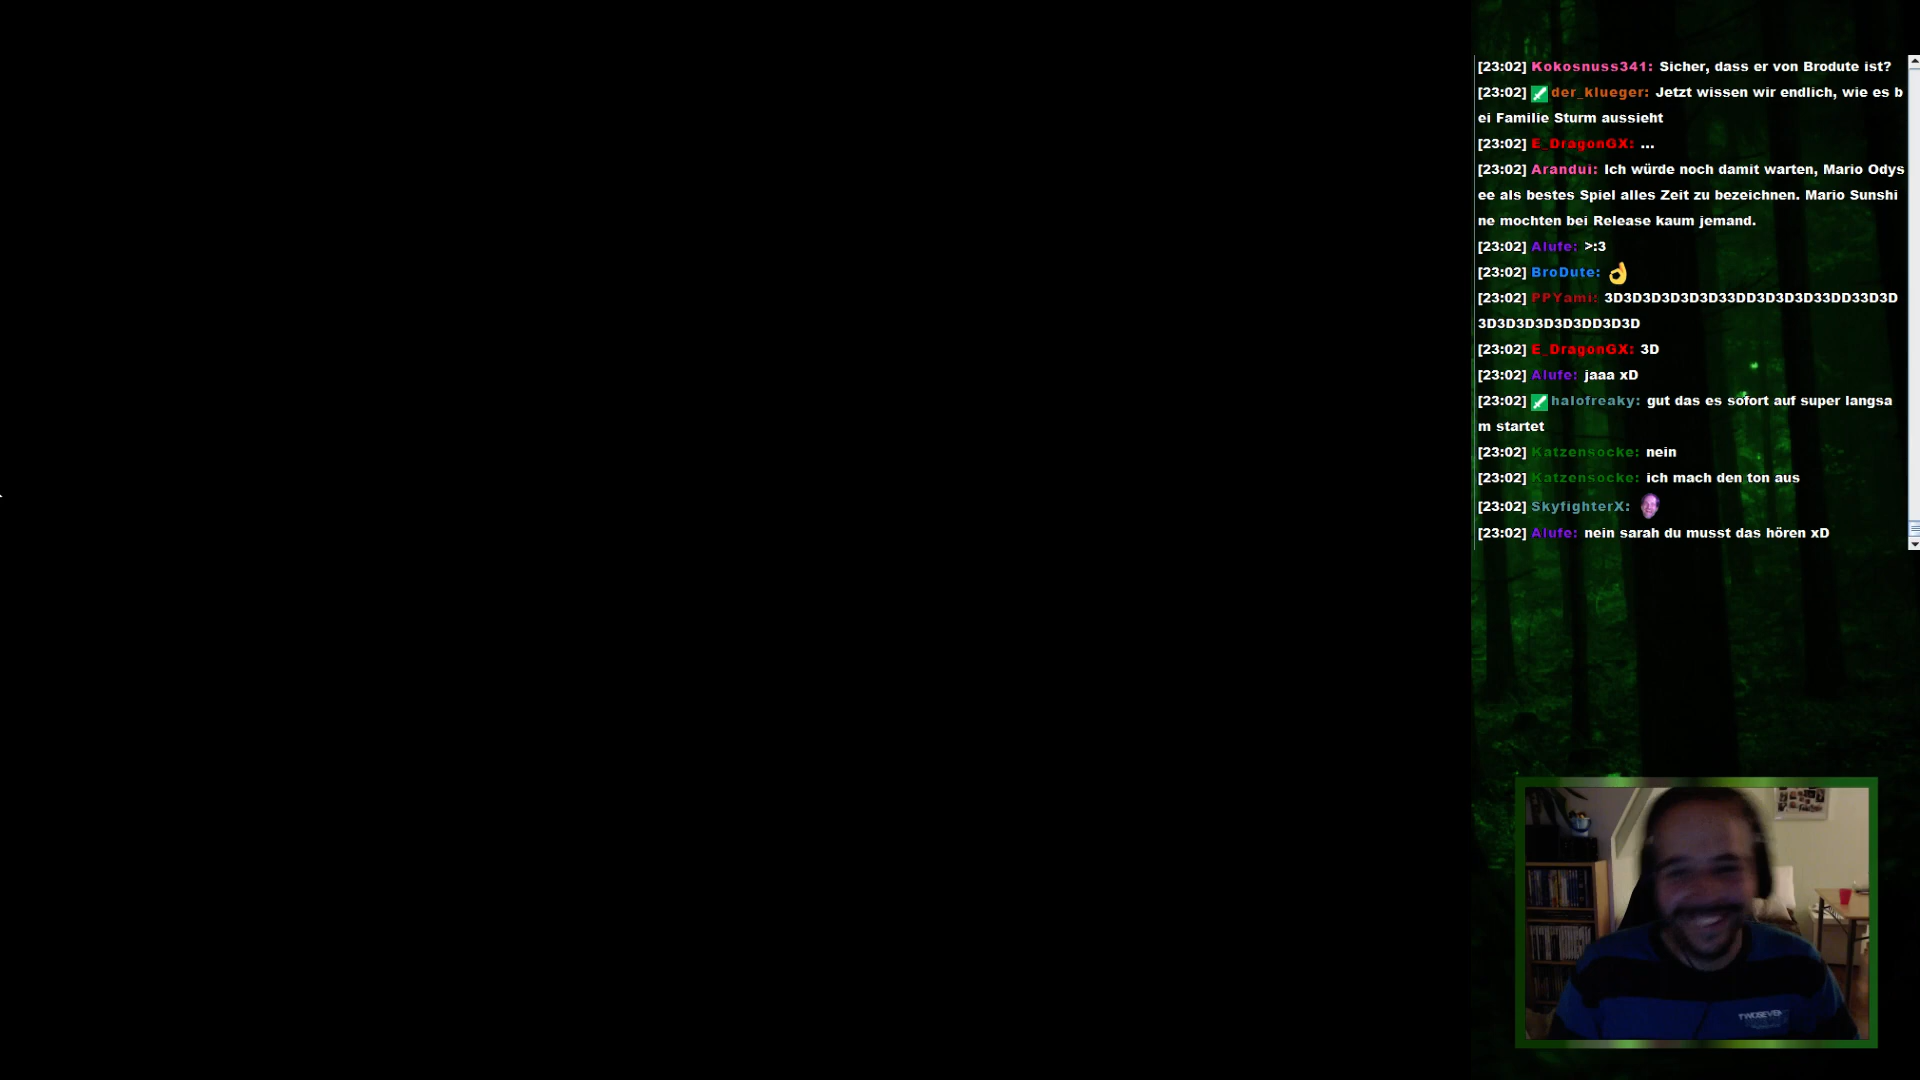 [23:02] Kokosnuss341: Sicher, dass er von Brodute ist?
[23:02] der_klueger: Jetzt wissen wir endlich, wie es b
ei Familie Sturm aussieht
[23:02] E_DragonGX: ...
[23:02] Arandui: Ich würde noch damit warten, Mario Odys
ee als bestes Spiel alles Zeit zu bezeichnen. Mario Sunshi
ne mochten bei Release kaum jemand.
[23:02] Alufe: >:3
[23:02] BroDute: 👌
[23:02] PPYami: 3D3D3D3D3D3D33DD3D3D3D33DD33D3D
3D3D3D3D3D3DD3D3D
[23:02] E_DragonGX: 3D
[23:02] Alufe: jaaa xD
[23:02] halofreaky: gut das es sofort auf super langsa
m startet
[23:02] Katzensocke: nein
[23:02] Katzensocke: ich mach den ton aus
[23:02] SkyfighterX:
[23:02] Alufe: nein sarah du musst das hören xD
TWOSEVEN